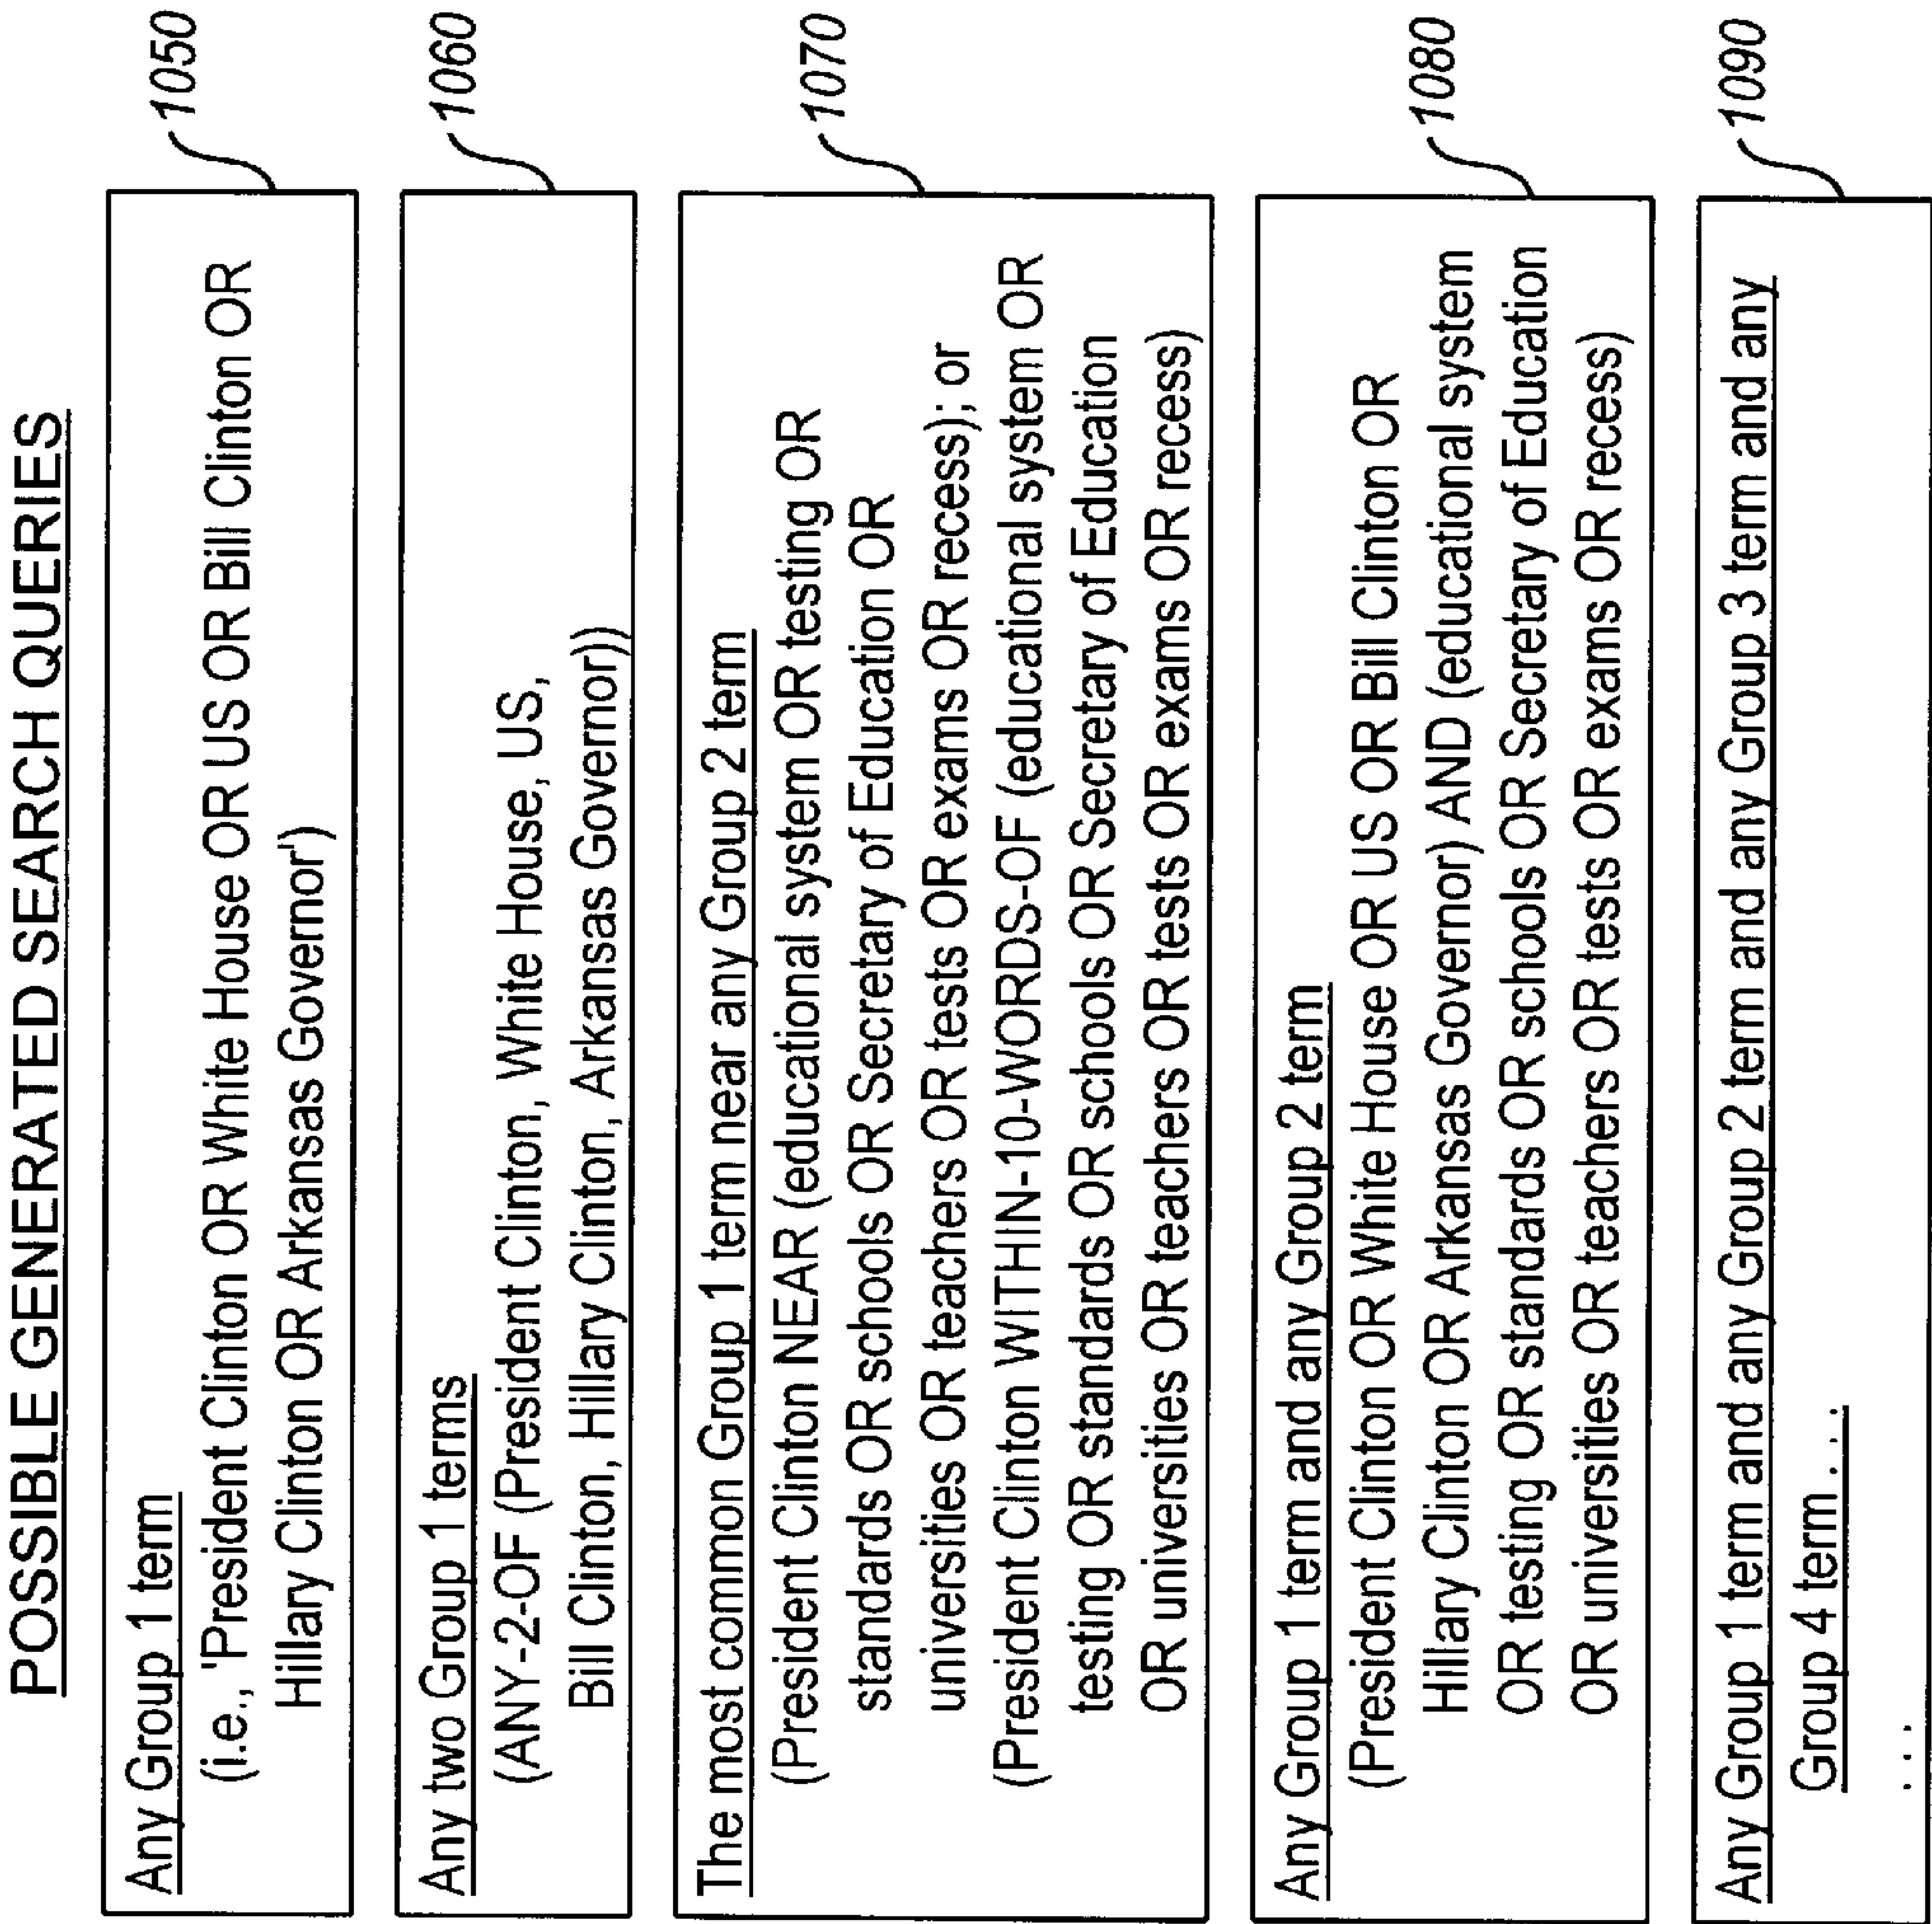 POSSIBLE GENERATED SEARCH QUERIES
Any Group 1 term
(i.e., 'President Clinton OR White House OR US OR Bill Clinton OR
Hillary Clinton OR Arkansas Governor')
1050
Any two Group 1 terms
(ANY-2-OF (President Clinton, White House, US,
Bill Clinton, Hillary Clinton, Arkansas Governor))
1060
The most common Group 1 term near any Group 2 term
(President Clinton NEAR (educational system OR testing OR
standards OR schools OR Secretary of Education OR
universities OR teachers OR tests OR exams OR recess); or
(President Clinton WITHIN-10-WORDS-OF (educational system OR
testing OR standards OR schools OR Secretary of Education
OR universities OR teachers OR tests OR exams OR recess)
1070
Any Group 1 term and any Group 2 term
(President Clinton OR White House OR US OR Bill Clinton OR
Hillary Clinton OR Arkansas Governor) AND (educational system
OR testing OR standards OR schools OR Secretary of Education
OR universities OR teachers OR tests OR exams OR recess)
1080
Any Group 1 term and any Group 2 term and any Group 3 term and any
Group 4 term . . .
. . .
1090